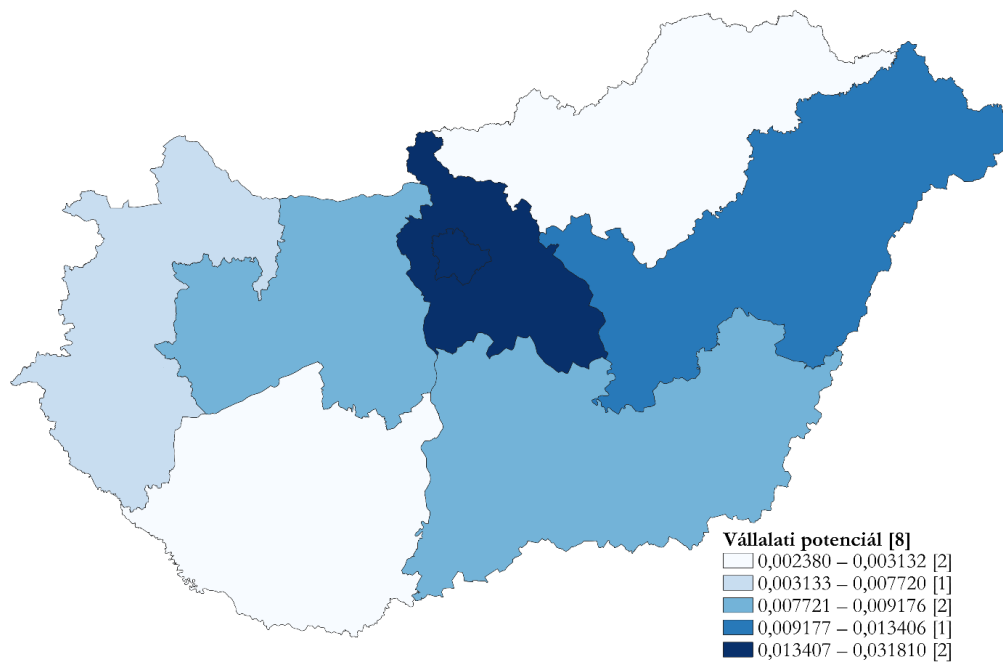 Vállalati potenciál [8]
0,002380 – 0,003132 [2]
0,003133 – 0,007720 [1]
0,007721 – 0,009176 [2]
0,009177 – 0,013406 [1]
0,013407 – 0,031810 [2]